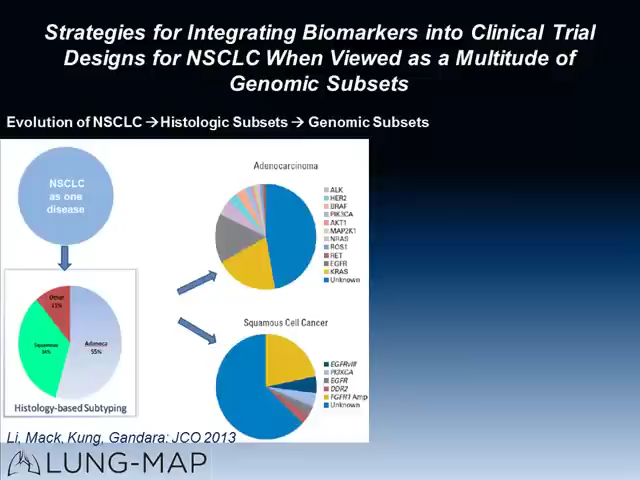 Strategies for Integrating Biomarkers into Clinical Trial
Designs for NSCLC When Viewed as a Multitude of
Genomic Subsets
Evolution of NSCLC → Histologic Subsets → Genomic Subsets
NSCLC
as one
disease
Other
11%
Squamous
34%
Adenoca
55%
Histology-based Subtyping
Adenocarcinoma
ALK
HER2
BRAF
PIK3CA
AKT1
MAP2K1
NRAS
ROS1
RET
EGFR
KRAS
Unknown
Squamous Cell Cancer
EGFRvIII
PI3KCA
EGFR
DDR2
FGFR1 Amp
Unknown
Li, Mack, Kung, Gandara: JCO 2013
LUNG-MAP